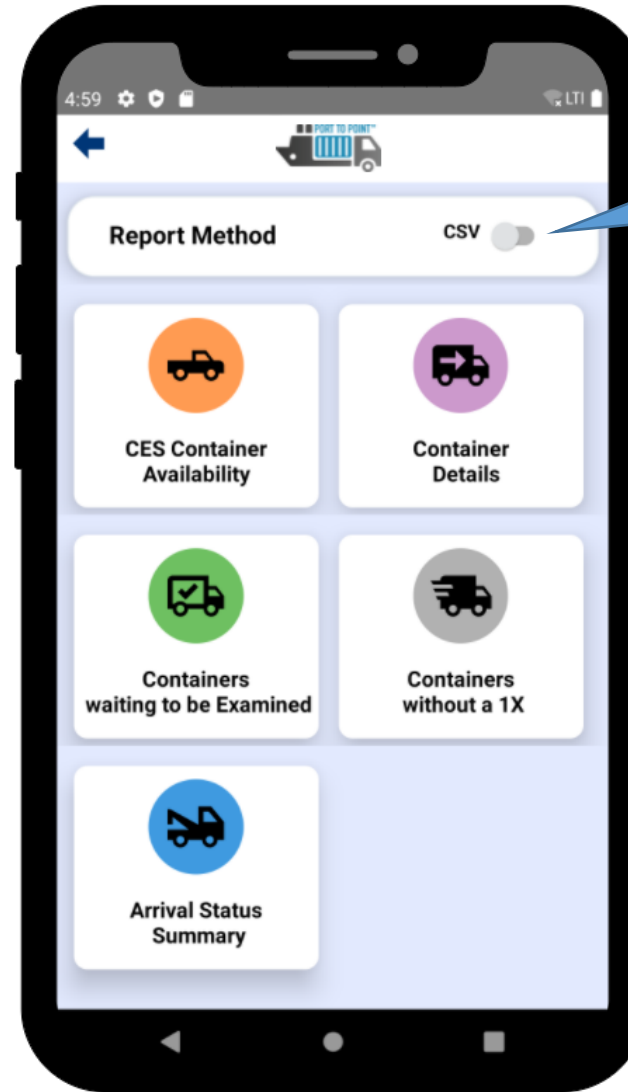 4:59
LTI
PORT TO POINT™
Report Method
CSV
CES Container
Availability
Container
Details
Containers
waiting to be Examined
Containers
without a 1X
Arrival Status
Summary